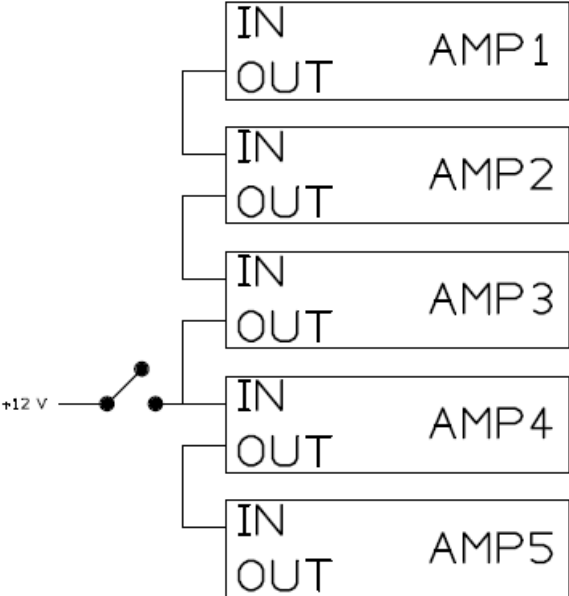 IN
OUT
AMP1
IN
OUT
AMP2
IN
OUT
AMP3
+12 V
IN
OUT
AMP4
IN
OUT
AMP5